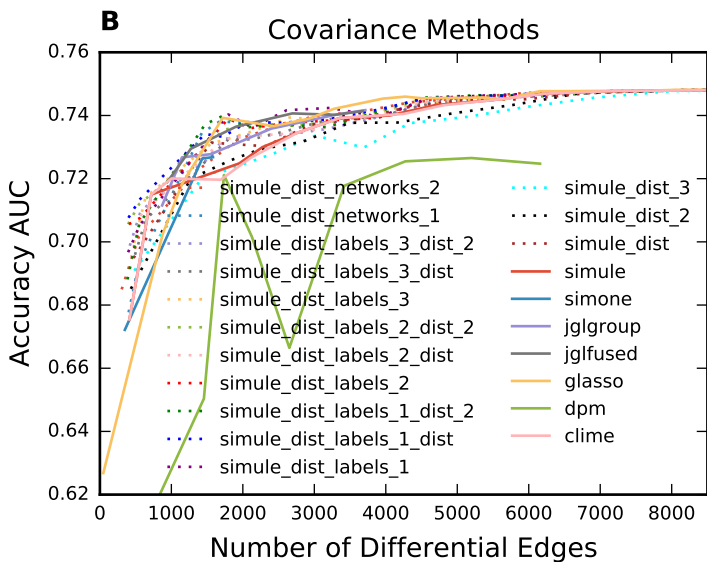 B
Covariance Methods
Accuracy AUC
0.76
0.74
0.72
0.70
0.68
0.66
0.64
0.62
simule_dist_networks_2
simule_dist_networks_1
simule_dist_labels_3_dist_2
simule_dist_labels_3_dist
simule_dist_labels_3
simule_dist_labels_2_dist_2
simule_dist_labels_2_dist
simule_dist_labels_2
simule_dist_labels_1_dist_2
simule_dist_labels_1_dist
simule_dist_labels_1
simule_dist_3
simule_dist_2
simule_dist
simule
simone
jglgroup
jglfused
glasso
dpm
clime
0 1000 2000 3000 4000 5000 6000 7000 8000
Number of Differential Edges